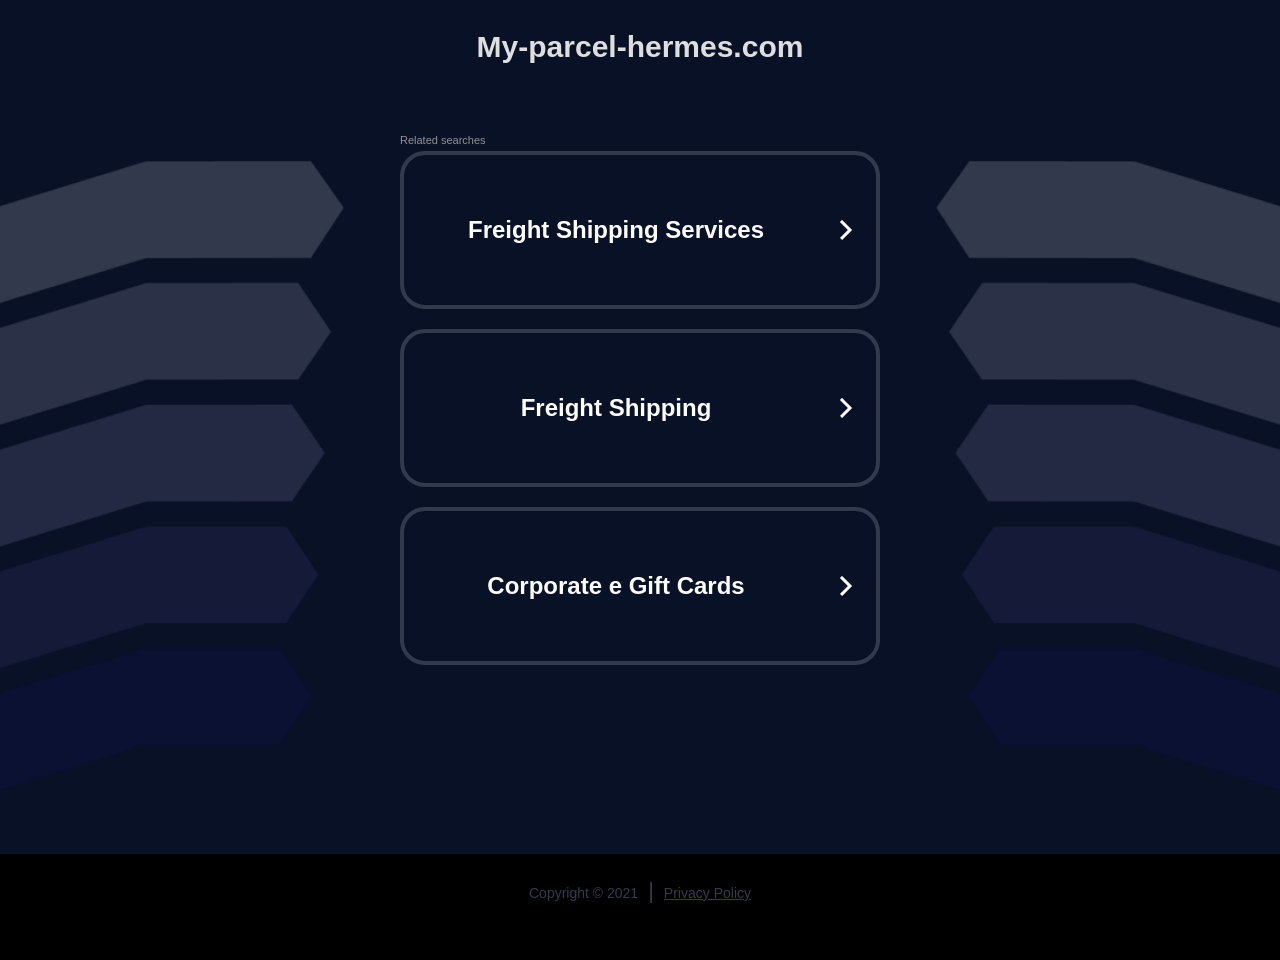 My-parcel-hermes.com
Related searches
Freight Shipping Services
Freight Shipping
Corporate e Gift Cards
Copyright © 2021 | Privacy Policy